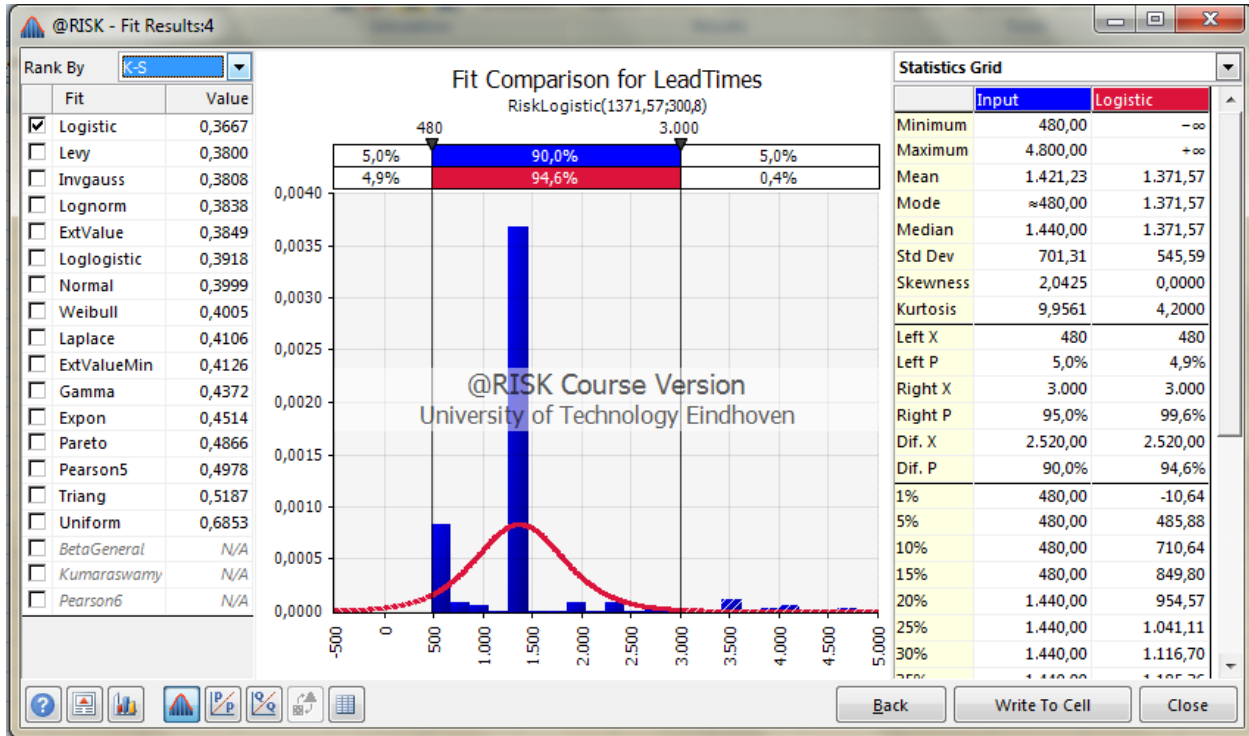 @RISK - Fit Results:4
Rank By K-S
Fit Value
Logistic 0,3667
Levy 0,3800
Invgauss 0,3808
Lognorm 0,3838
ExtValue 0,3849
Loglogistic 0,3918
Normal 0,3999
Weibull 0,4005
Laplace 0,4106
ExtValueMin 0,4126
Gamma 0,4372
Expon 0,4514
Pareto 0,4866
Pearson5 0,4978
Triang 0,5187
Uniform 0,6853
BetaGeneral N/A
Kumaraswamy N/A
Pearson6 N/A
Fit Comparison for LeadTimes
RiskLogistic(1371,57;300,8)
480 3.000
5,0% 90,0% 5,0%
4,9% 94,6% 0,4%
0,0040
0,0035
0,0030
0,0025
0,0020
0,0015
0,0010
0,0005
0,0000
@RISK Course Version
University of Technology Eindhoven
-500 0 500 1.000 1.500 2.000 2.500 3.000 3.500 4.000 4.500 5.000
Statistics Grid
Input Logistic
Minimum 480,00 -∞
Maximum 4.800,00 +∞
Mean 1.421,23 1.371,57
Mode ≈480,00 1.371,57
Median 1.440,00 1.371,57
Std Dev 701,31 545,59
Skewness 2,0425 0,0000
Kurtosis 9,9561 4,2000
Left X 480 480
Left P 5,0% 4,9%
Right X 3.000 3.000
Right P 95,0% 99,6%
Dif. X 2.520,00 2.520,00
Dif. P 90,0% 94,6%
1% 480,00 -10,64
5% 480,00 485,88
10% 480,00 710,64
15% 480,00 849,80
20% 1.440,00 954,57
25% 1.440,00 1.041,11
30% 1.440,00 1.116,70
Back Write To Cell Close